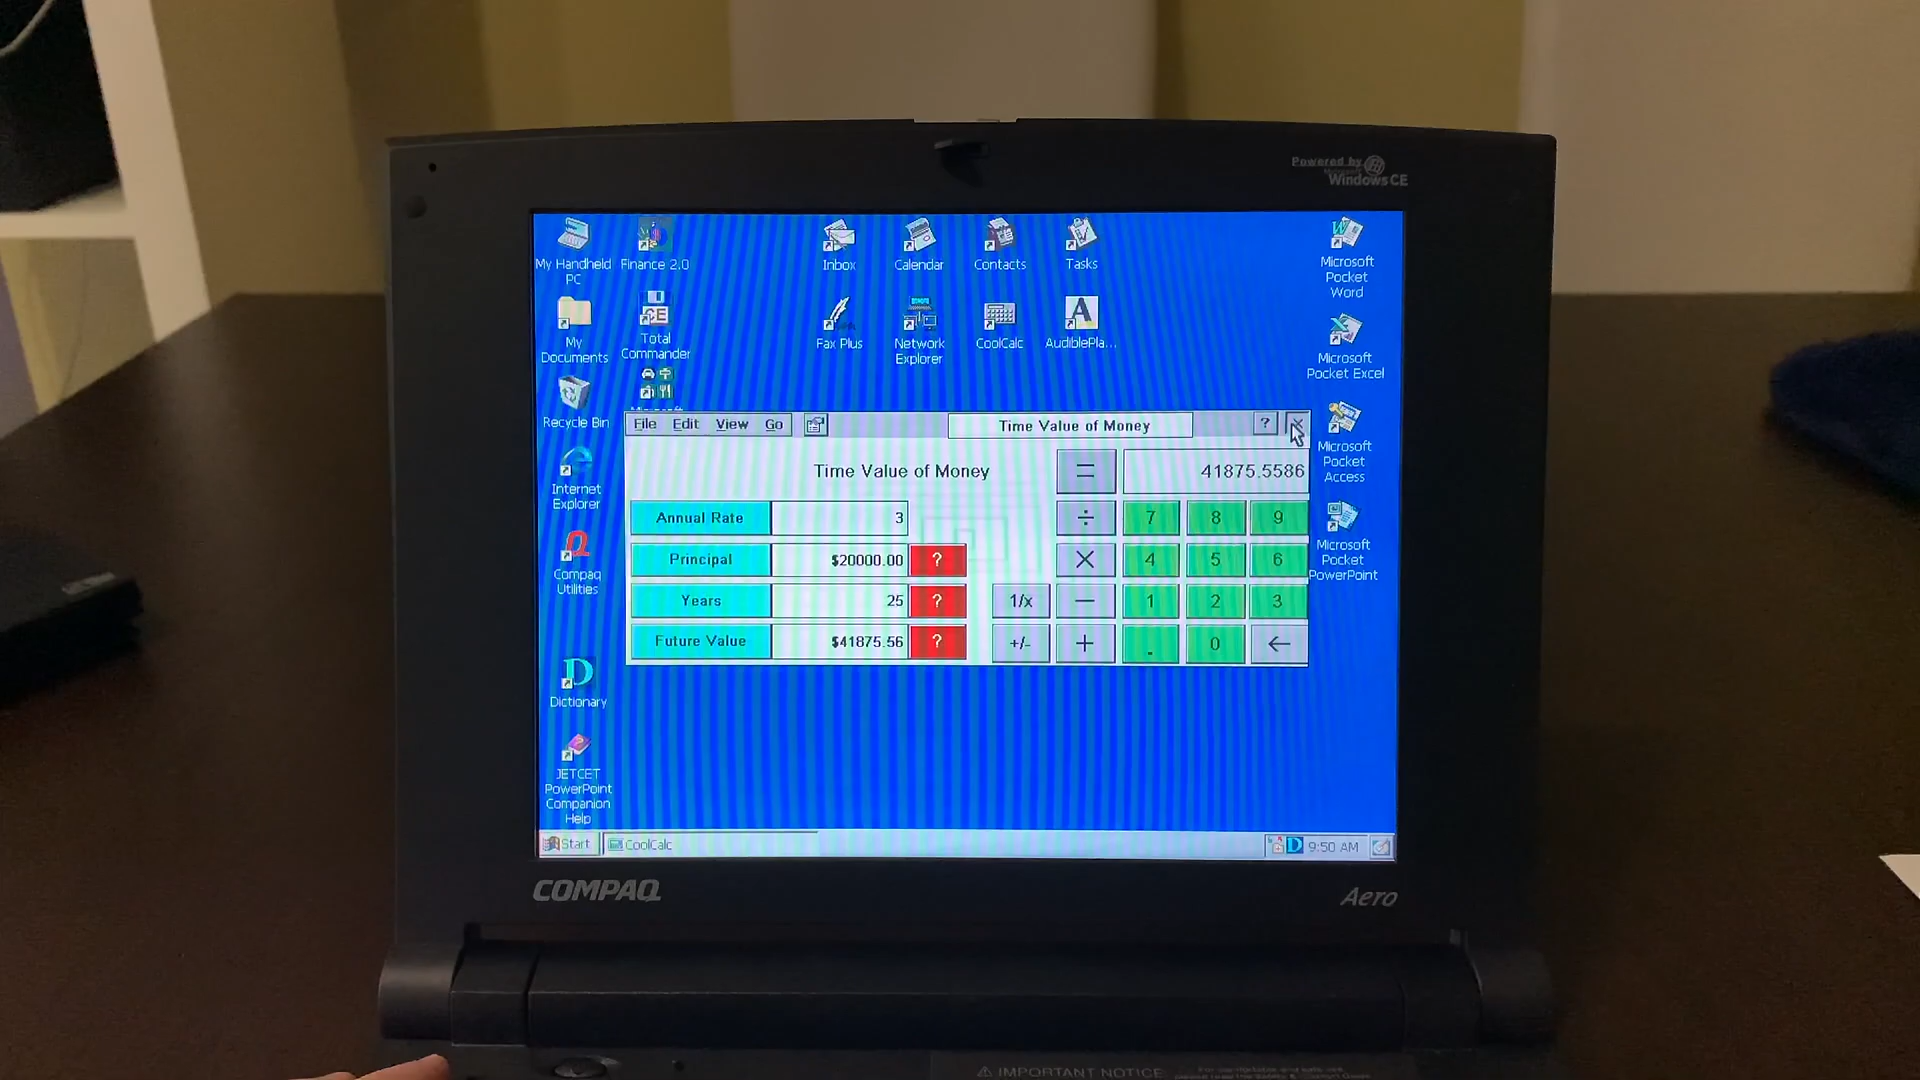 Powered by
Microsoft
Windows CE
My Handheld
PC
Finance 2.0
Inbox
Calendar
Contacts
Tasks
Microsoft
Pocket
Word
My
Documents
Total
Commander
Fax Plus
Network
Explorer
CoolCalc
AudiblePla...
Microsoft
Pocket Excel
Recycle Bin
File Edit View Go
Time Value of Money
?
Microsoft
Pocket
Access
Internet
Explorer
Time Value of Money
=
41875.5586
Annual Rate
3
÷
7
8
9
Principal
$20000.00
?
×
4
5
6
Years
25
?
1/x
−
1
2
3
Future Value
$41875.56
?
+/-
+
.
0
←
Microsoft
Pocket
PowerPoint
Compaq
Utilities
Dictionary
JETCET
PowerPoint
Companion
Help
Start
CoolCalc
D
9:50 AM
COMPAQ
Aero
⚠ IMPORTANT NOTICE